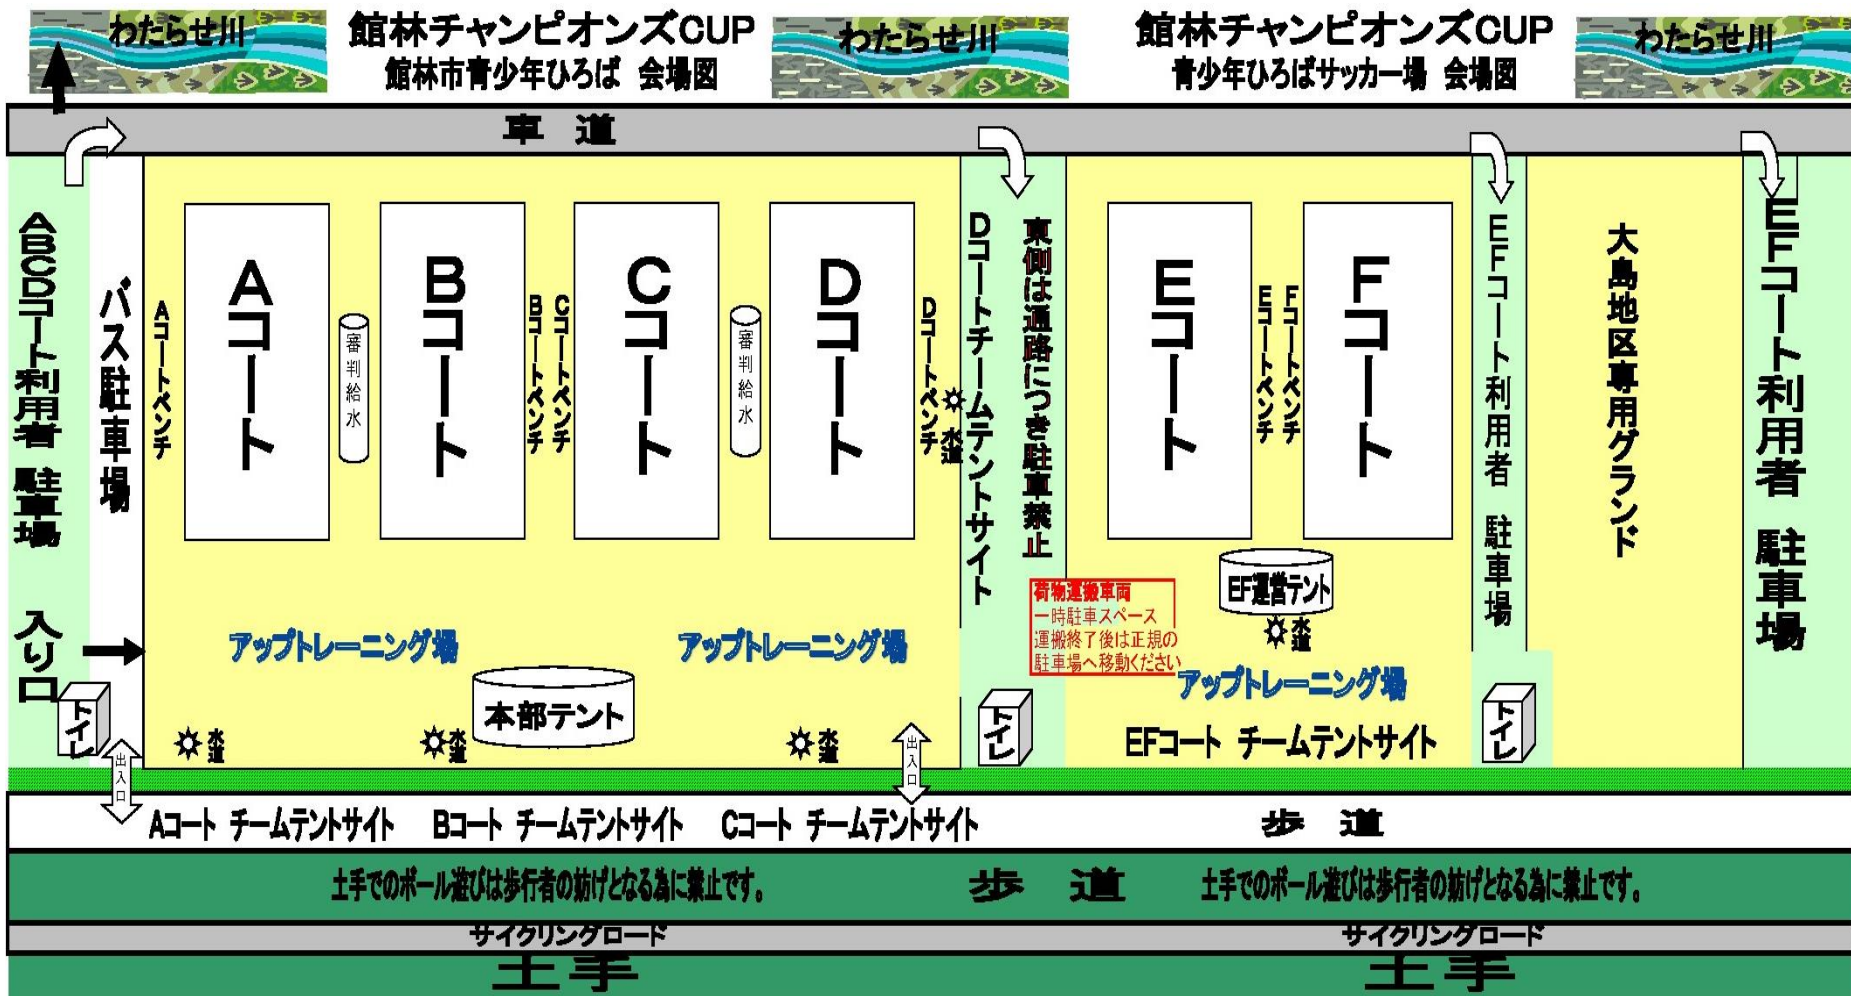 わたらせ川
館林チャンピオンズCUP
館林市青少年ひろば 会場図
わたらせ川
館林チャンピオンズCUP
青少年ひろばサッカー場 会場図
わたらせ川
車 道
ABCDコート利用者 駐車場
入り口
バス駐車場
Aコートベンチ
Aコート
審判給水
Bコート
Bコートベンチ
Cコートベンチ
Cコート
審判給水
Dコート
Dコートベンチ
水道
Dコートチームテントサイト
東側は通路につき駐車禁止
Eコート
Eコートベンチ
Fコートベンチ
Fコート
EFコート利用者 駐車場
大島地区専用グランド
EFコート利用者 駐車場
荷物運搬車両
一時駐車スペース
運搬終了後は正規の
駐車場へ移動ください
EF運営テント
水道
アップトレーニング場
アップトレーニング場
アップトレーニング場
本部テント
トイレ
水道
水道
水道
トイレ
トイレ
EFコート チームテントサイト
出入口
出入口
Aコート チームテントサイト
Bコート チームテントサイト
Cコート チームテントサイト
歩 道
土手でのボール遊びは歩行者の妨げとなる為に禁止です。
歩 道
土手でのボール遊びは歩行者の妨げとなる為に禁止です。
サイクリングロード
サイクリングロード
土手
土手